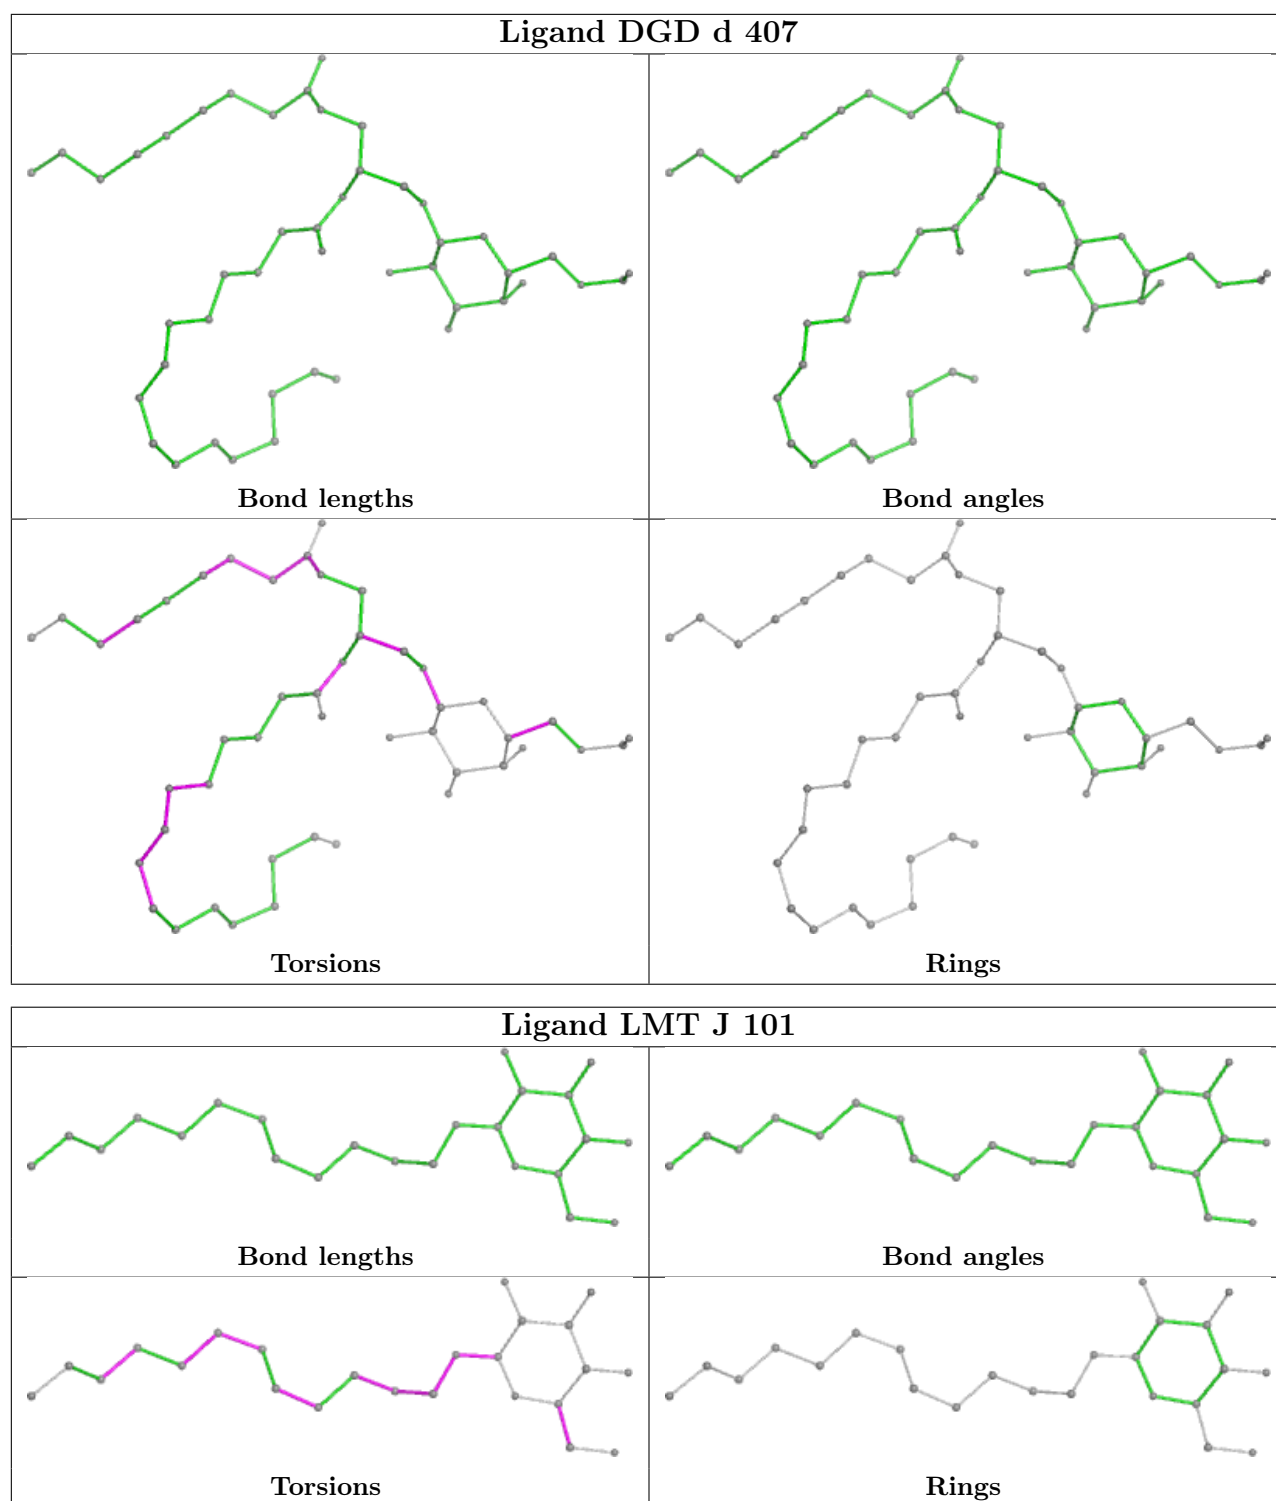 Ligand DGD d 407
Bond lengths
Bond angles
Torsions
Rings
Ligand LMT J 101
Bond lengths
Bond angles
Torsions
Rings